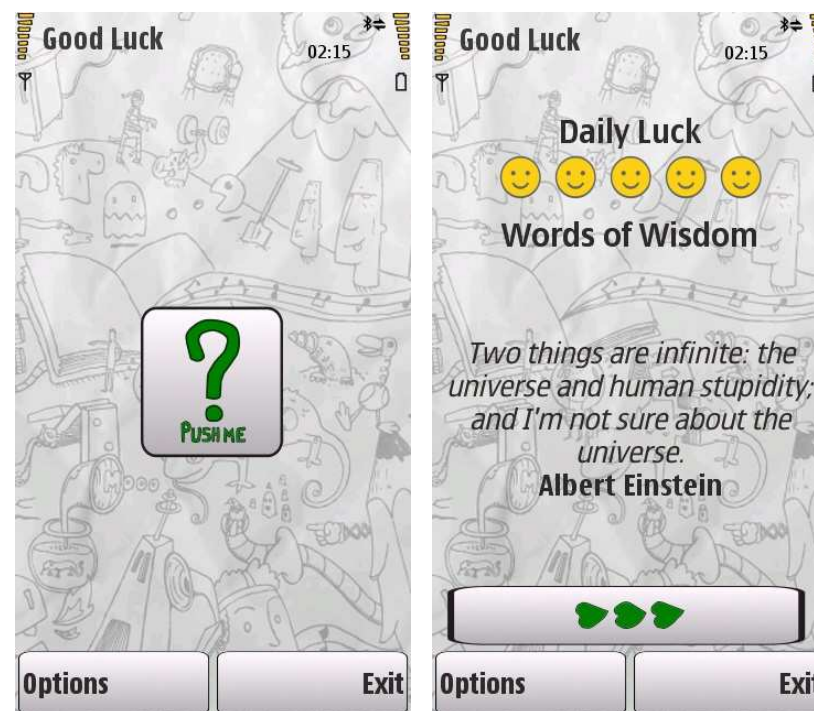 Good Luck
02:15
PUSH ME
Options
Exit
Good Luck
02:15
Daily Luck
Words of Wisdom
Two things are infinite: the
universe and human stupidity;
and I'm not sure about the
universe.
Albert Einstein
Options
Exit